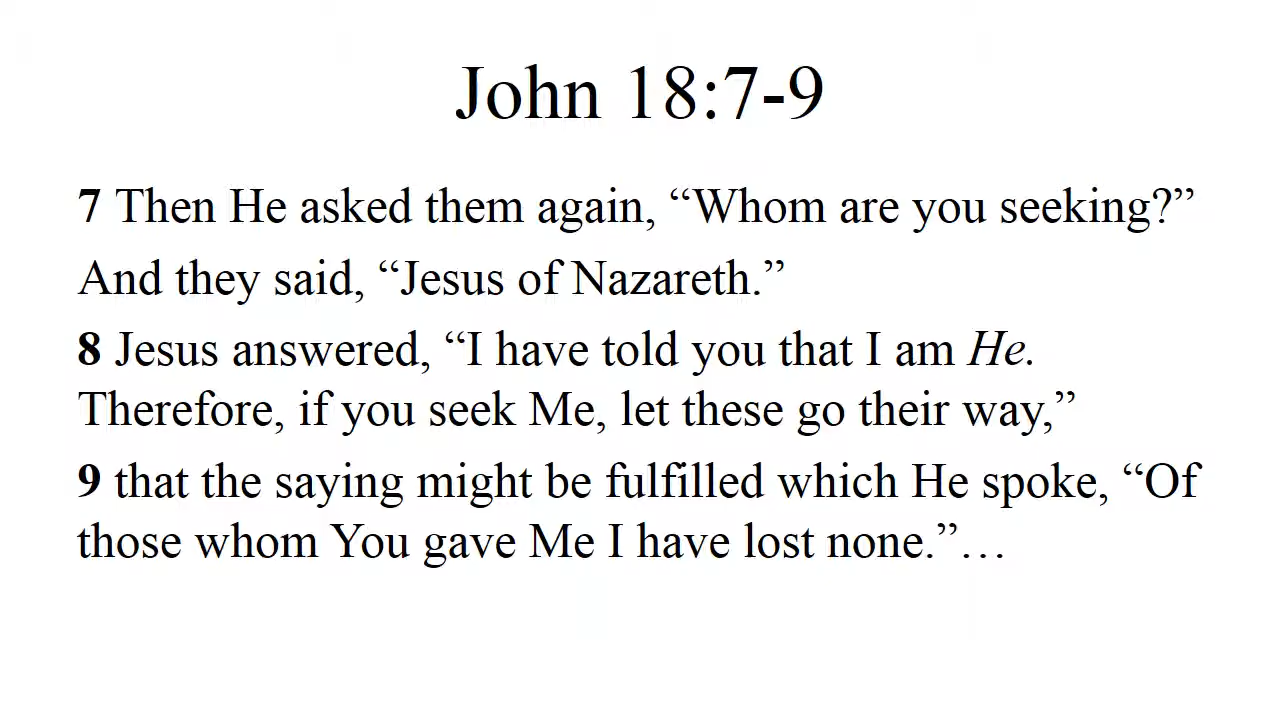 John 18:7-9
7 Then He asked them again, “Whom are you seeking?”
And they said, “Jesus of Nazareth.”
8 Jesus answered, “I have told you that I am He.
Therefore, if you seek Me, let these go their way,”
9 that the saying might be fulfilled which He spoke, “Of
those whom You gave Me I have lost none.”…